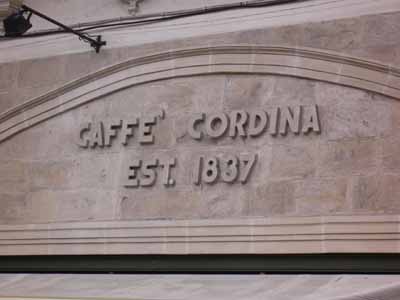 CAFFE' CORDINA
EST. 1837